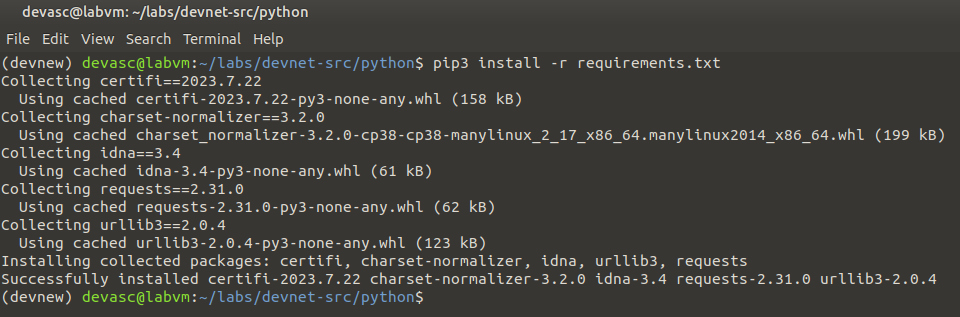 devasc@labvm: ~/labs/devnet-src/python
File Edit View Search Terminal Help
(devnew) devasc@labvm:~/labs/devnet-src/python$ pip3 install -r requirements.txt
Collecting certifi==2023.7.22
  Using cached certifi-2023.7.22-py3-none-any.whl (158 kB)
Collecting charset-normalizer==3.2.0
  Using cached charset_normalizer-3.2.0-cp38-cp38-manylinux_2_17_x86_64.manylinux2014_x86_64.whl (199 kB)
Collecting idna==3.4
  Using cached idna-3.4-py3-none-any.whl (61 kB)
Collecting requests==2.31.0
  Using cached requests-2.31.0-py3-none-any.whl (62 kB)
Collecting urllib3==2.0.4
  Using cached urllib3-2.0.4-py3-none-any.whl (123 kB)
Installing collected packages: certifi, charset-normalizer, idna, urllib3, requests
Successfully installed certifi-2023.7.22 charset-normalizer-3.2.0 idna-3.4 requests-2.31.0 urllib3-2.0.4
(devnew) devasc@labvm:~/labs/devnet-src/python$